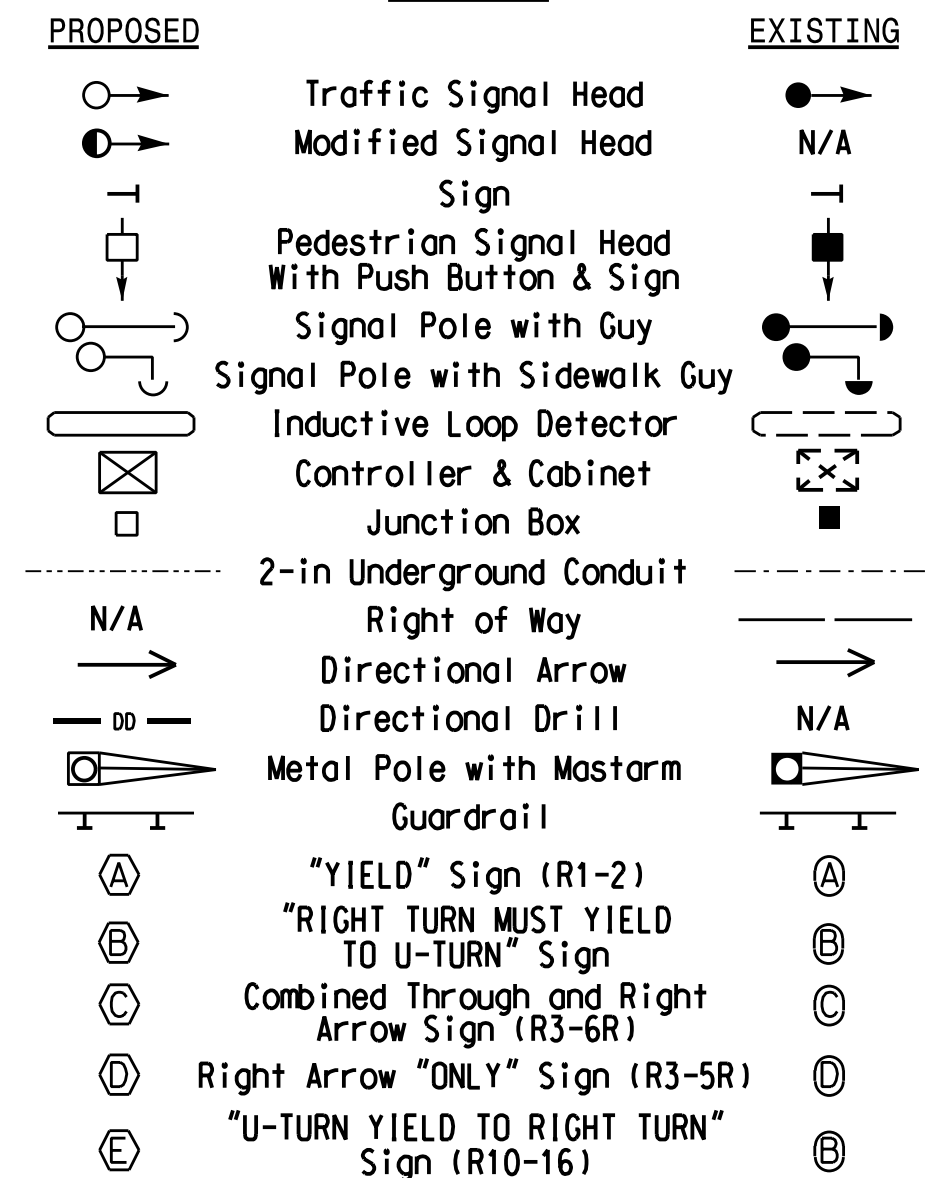 PROPOSED EXISTING
Traffic Signal Head
Modified Signal Head N/A
Sign
Pedestrian Signal Head
With Push Button & Sign
Signal Pole with Guy
Signal Pole with Sidewalk Guy
Inductive Loop Detector
Controller & Cabinet
Junction Box
2-in Underground Conduit
N/A Right of Way
Directional Arrow
DD Directional Drill N/A
Metal Pole with Mastarm
Guardrail
A "YIELD" Sign (R1-2) A
"RIGHT TURN MUST YIELD
B TO U-TURN" Sign B
C Combined Through and Right C
Arrow Sign (R3-6R)
D Right Arrow "ONLY" Sign (R3-5R) D
"U-TURN YIELD TO RIGHT TURN"
E Sign (R10-16) B